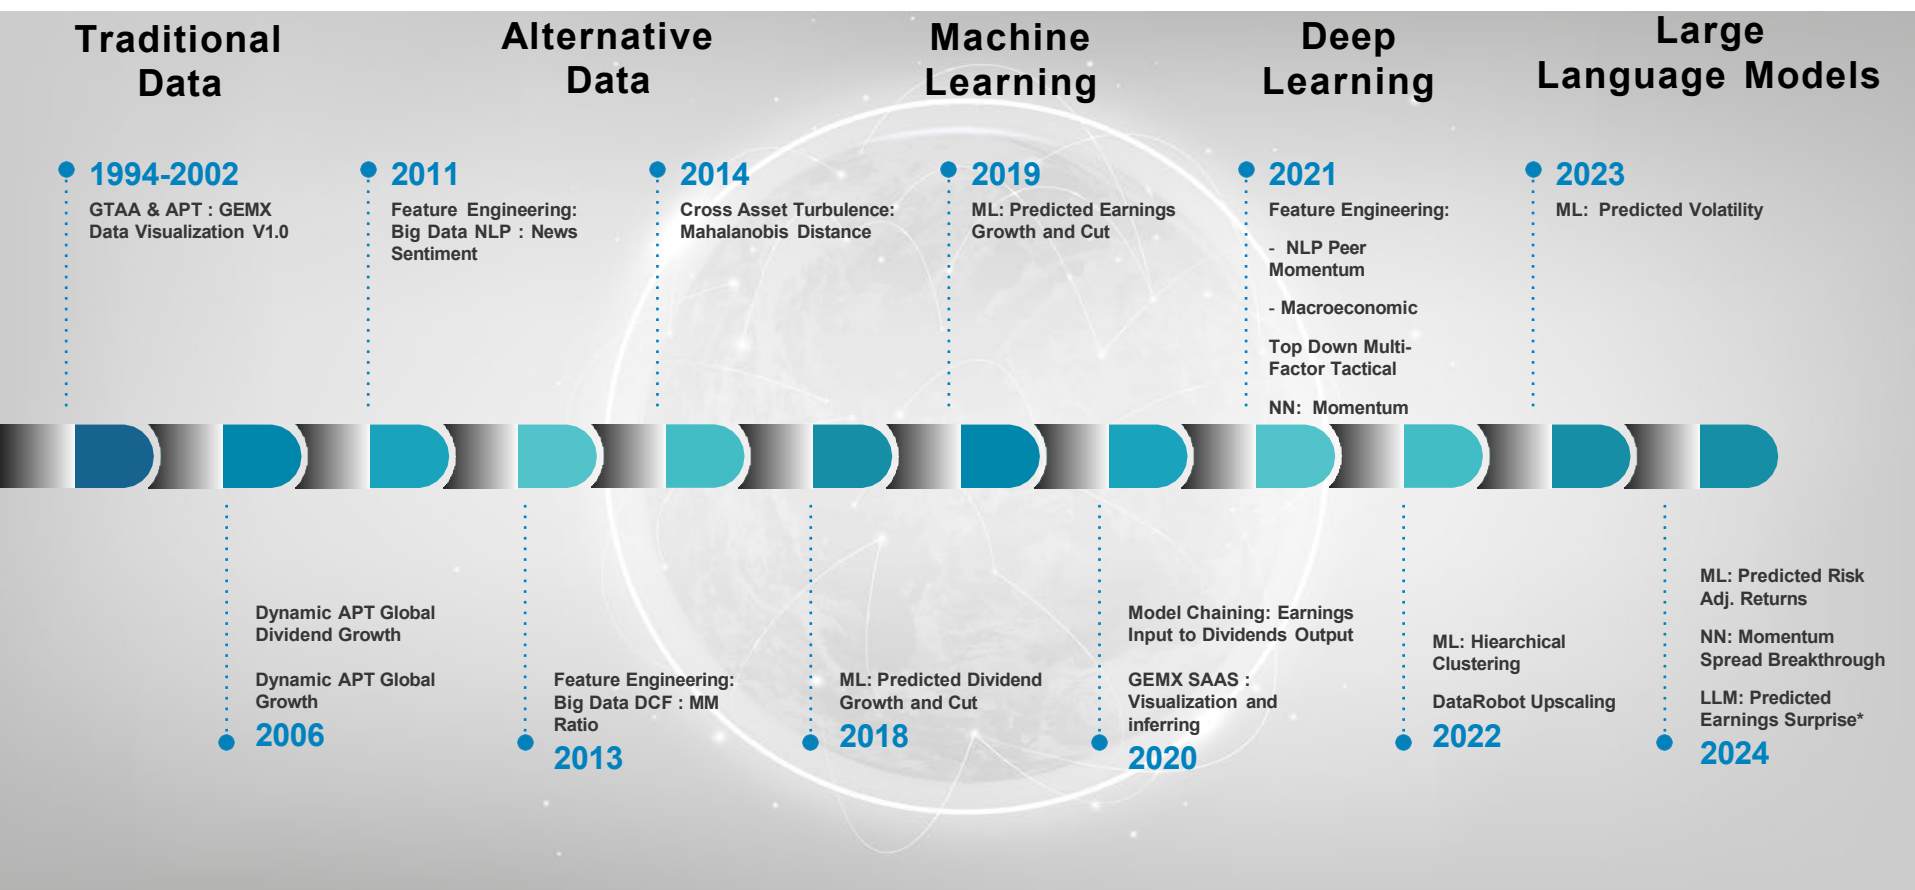 Traditional
Data
Alternative
Data
Machine
Learning
Deep
Learning
Large
Language Models
1994-2002
GTAA & APT : GEMX
Data Visualization V1.0
2011
Feature Engineering:
Big Data NLP : News
Sentiment
2014
Cross Asset Turbulence:
Mahalanobis Distance
2019
ML: Predicted Earnings
Growth and Cut
2021
Feature Engineering:
- NLP Peer
Momentum
- Macroeconomic
Top Down Multi-
Factor Tactical
NN: Momentum
2023
ML: Predicted Volatility
Dynamic APT Global
Dividend Growth
Dynamic APT Global
Growth
2006
Feature Engineering:
Big Data DCF : MM
Ratio
2013
ML: Predicted Dividend
Growth and Cut
2018
Model Chaining: Earnings
Input to Dividends Output
GEMX SAAS :
Visualization and
inferring
2020
ML: Hiearchical
Clustering
DataRobot Upscaling
2022
ML: Predicted Risk
Adj. Returns
NN: Momentum
Spread Breakthrough
LLM: Predicted
Earnings Surprise*
2024